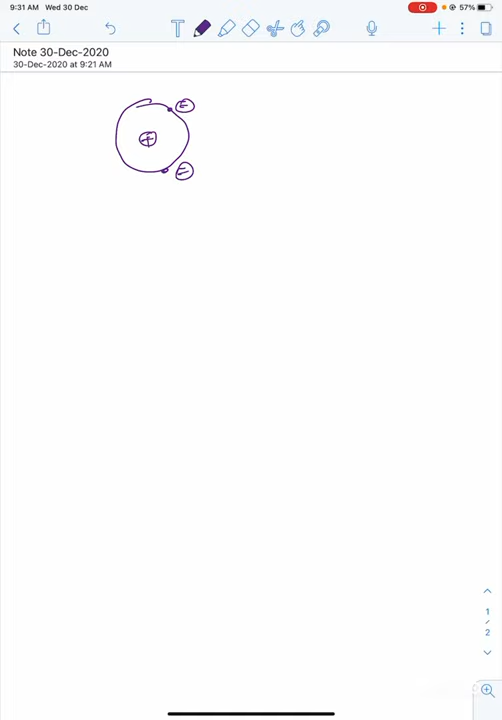 9:31 AM Wed 30 Dec
57%
T
Note 30-Dec-2020
30-Dec-2020 at 9:21 AM
+
1
/
2